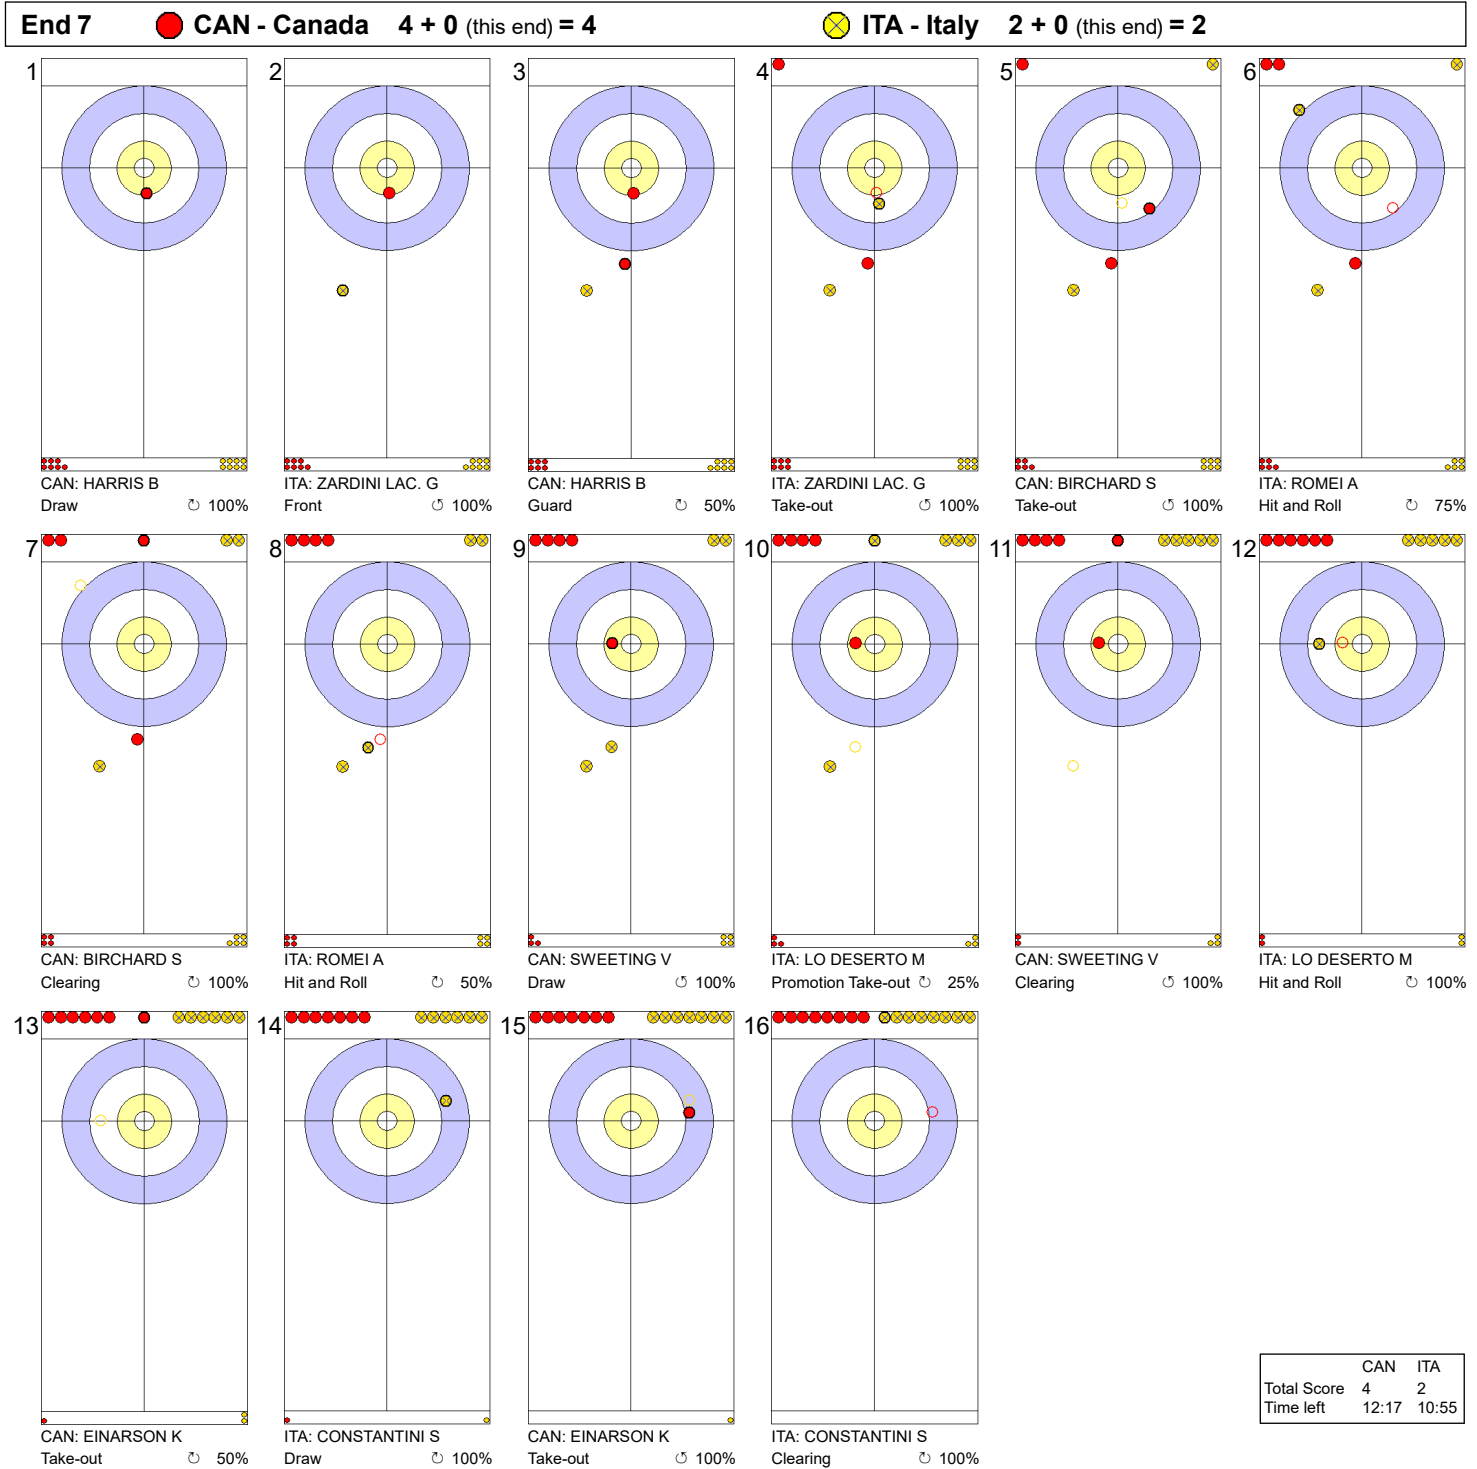 End 7 CAN - Canada 4 + 0 (this end) = 4 ITA - Italy 2 + 0 (this end) = 2
1 2 3 4 5 6
CAN: HARRIS B ITA: ZARDINI LAC. G CAN: HARRIS B ITA: ZARDINI LAC. G CAN: BIRCHARD S ITA: ROMEI A
Draw ↻ 100% Front ↺ 100% Guard ↻ 50% Take-out ↺ 100% Take-out ↺ 100% Hit and Roll ↻ 75%
7 8 9 10 11 12
CAN: BIRCHARD S ITA: ROMEI A CAN: SWEETING V ITA: LO DESERTO M CAN: SWEETING V ITA: LO DESERTO M
Clearing ↻ 100% Hit and Roll ↺ 50% Draw ↺ 100% Promotion Take-out ↺ 25% Clearing ↺ 100% Hit and Roll ↺ 100%
13 14 15 16
CAN: EINARSON K ITA: CONSTANTINI S CAN: EINARSON K ITA: CONSTANTINI S
Take-out ↻ 50% Draw ↺ 100% Take-out ↺ 100% Clearing ↺ 100%
CAN ITA
Total Score 4 2
Time left 12:17 10:55